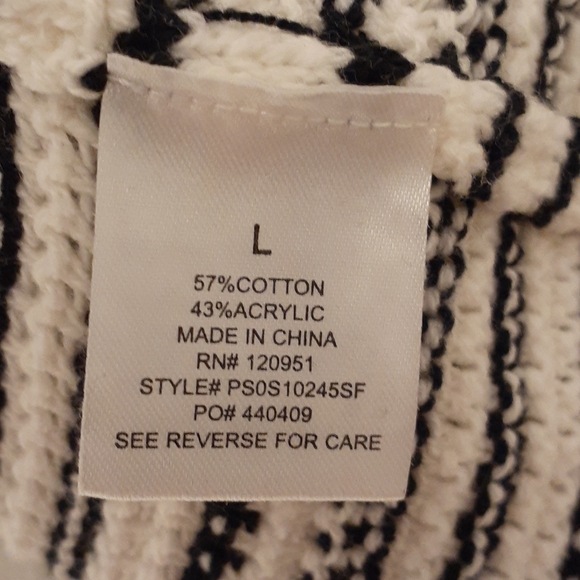 L
57%COTTON
43%ACRYLIC
MADE IN CHINA
RN# 120951
STYLE# PS0S10245SF
PO# 440409
SEE REVERSE FOR CARE